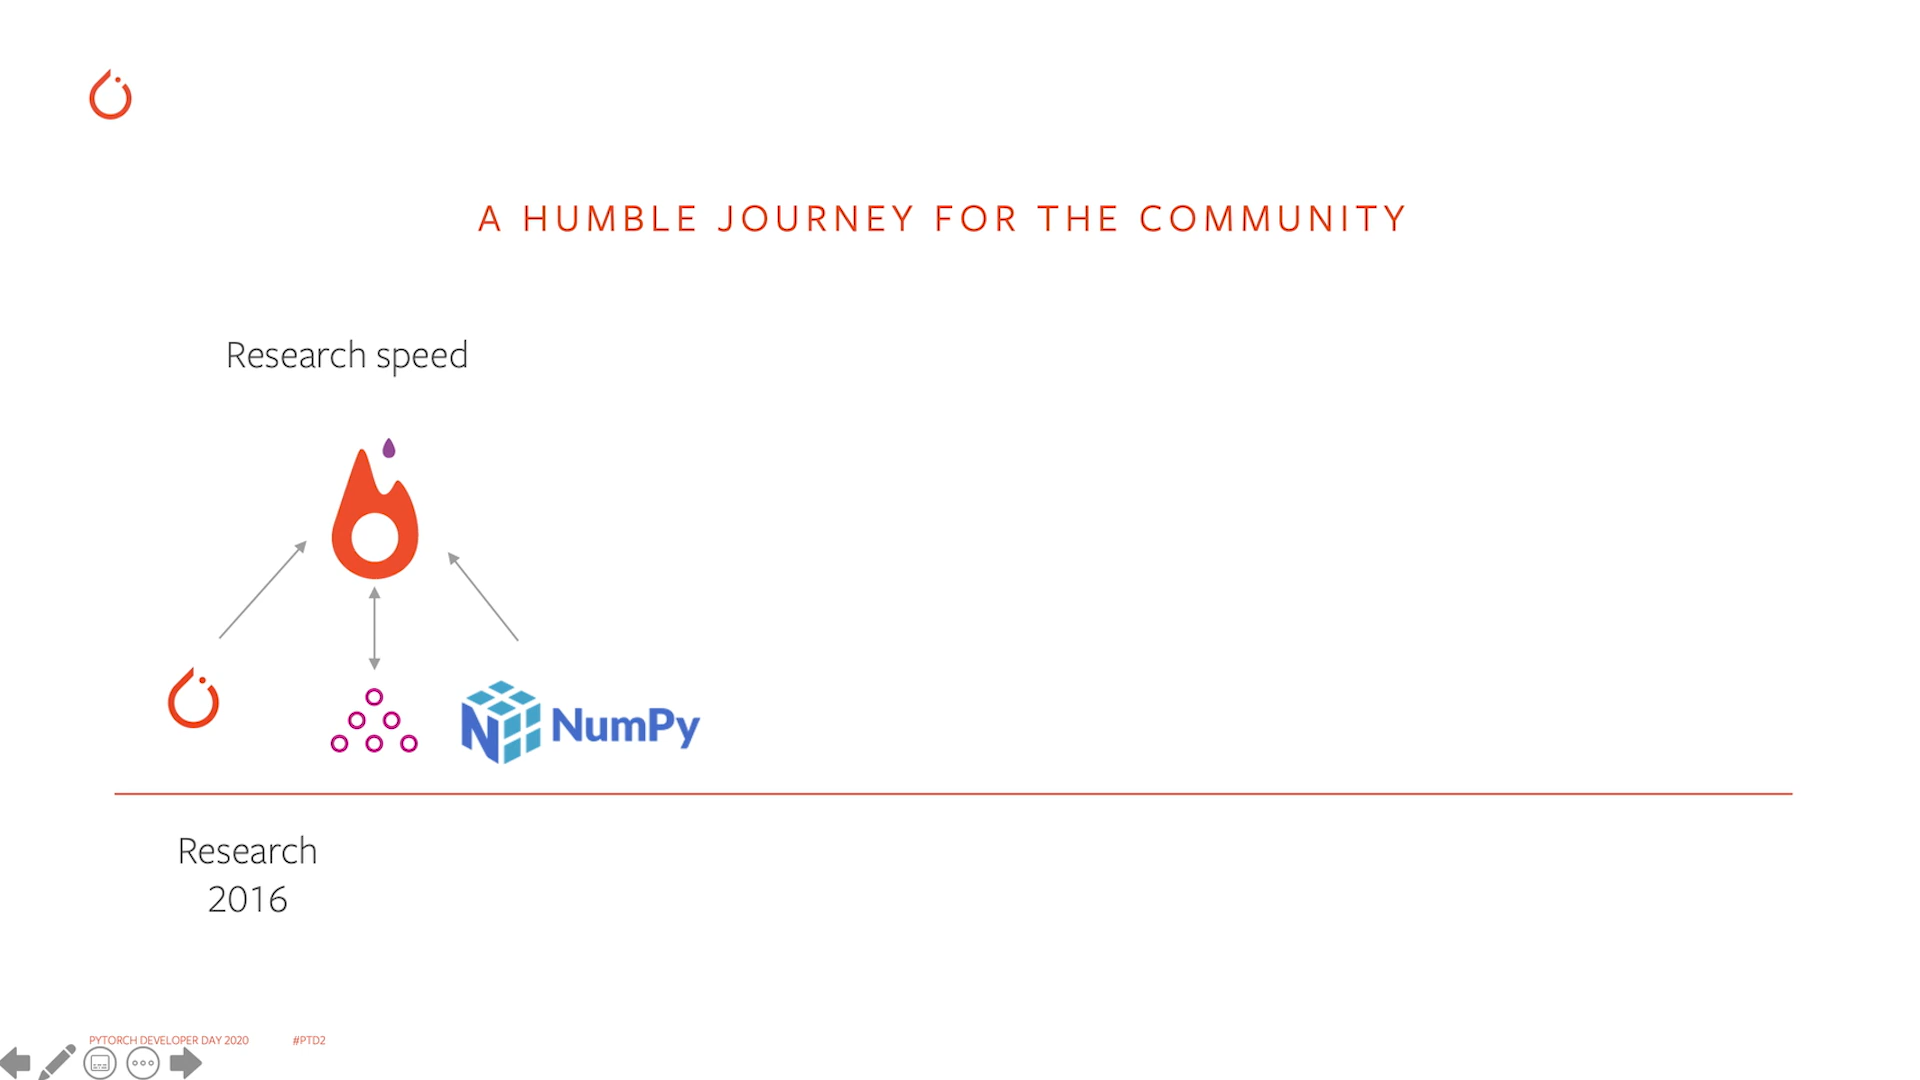 A HUMBLE JOURNEY FOR THE COMMUNITY
Research speed
NumPy
Research
2016
PYTORCH DEVELOPER DAY 2020 #PTD2